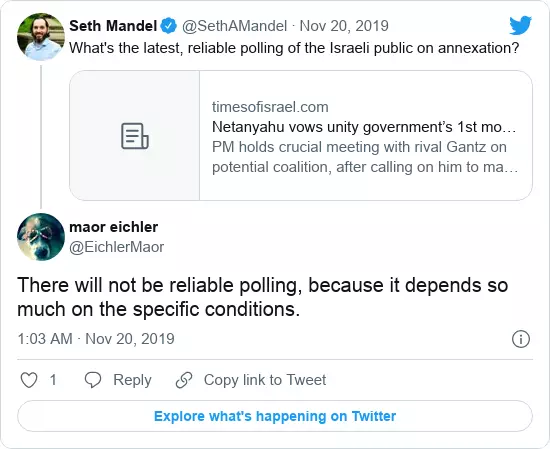 Seth Mandel @SethAMandel · Nov 20, 2019
What's the latest, reliable polling of the Israeli public on annexation?
timesofisrael.com
Netanyahu vows unity government’s 1st mo…
PM holds crucial meeting with rival Gantz on
potential coalition, after calling on him to ma…
maor eichler
@EichlerMaor
There will not be reliable polling, because it depends so
much on the specific conditions.
1:03 AM · Nov 20, 2019
1 Reply Copy link to Tweet
Explore what's happening on Twitter